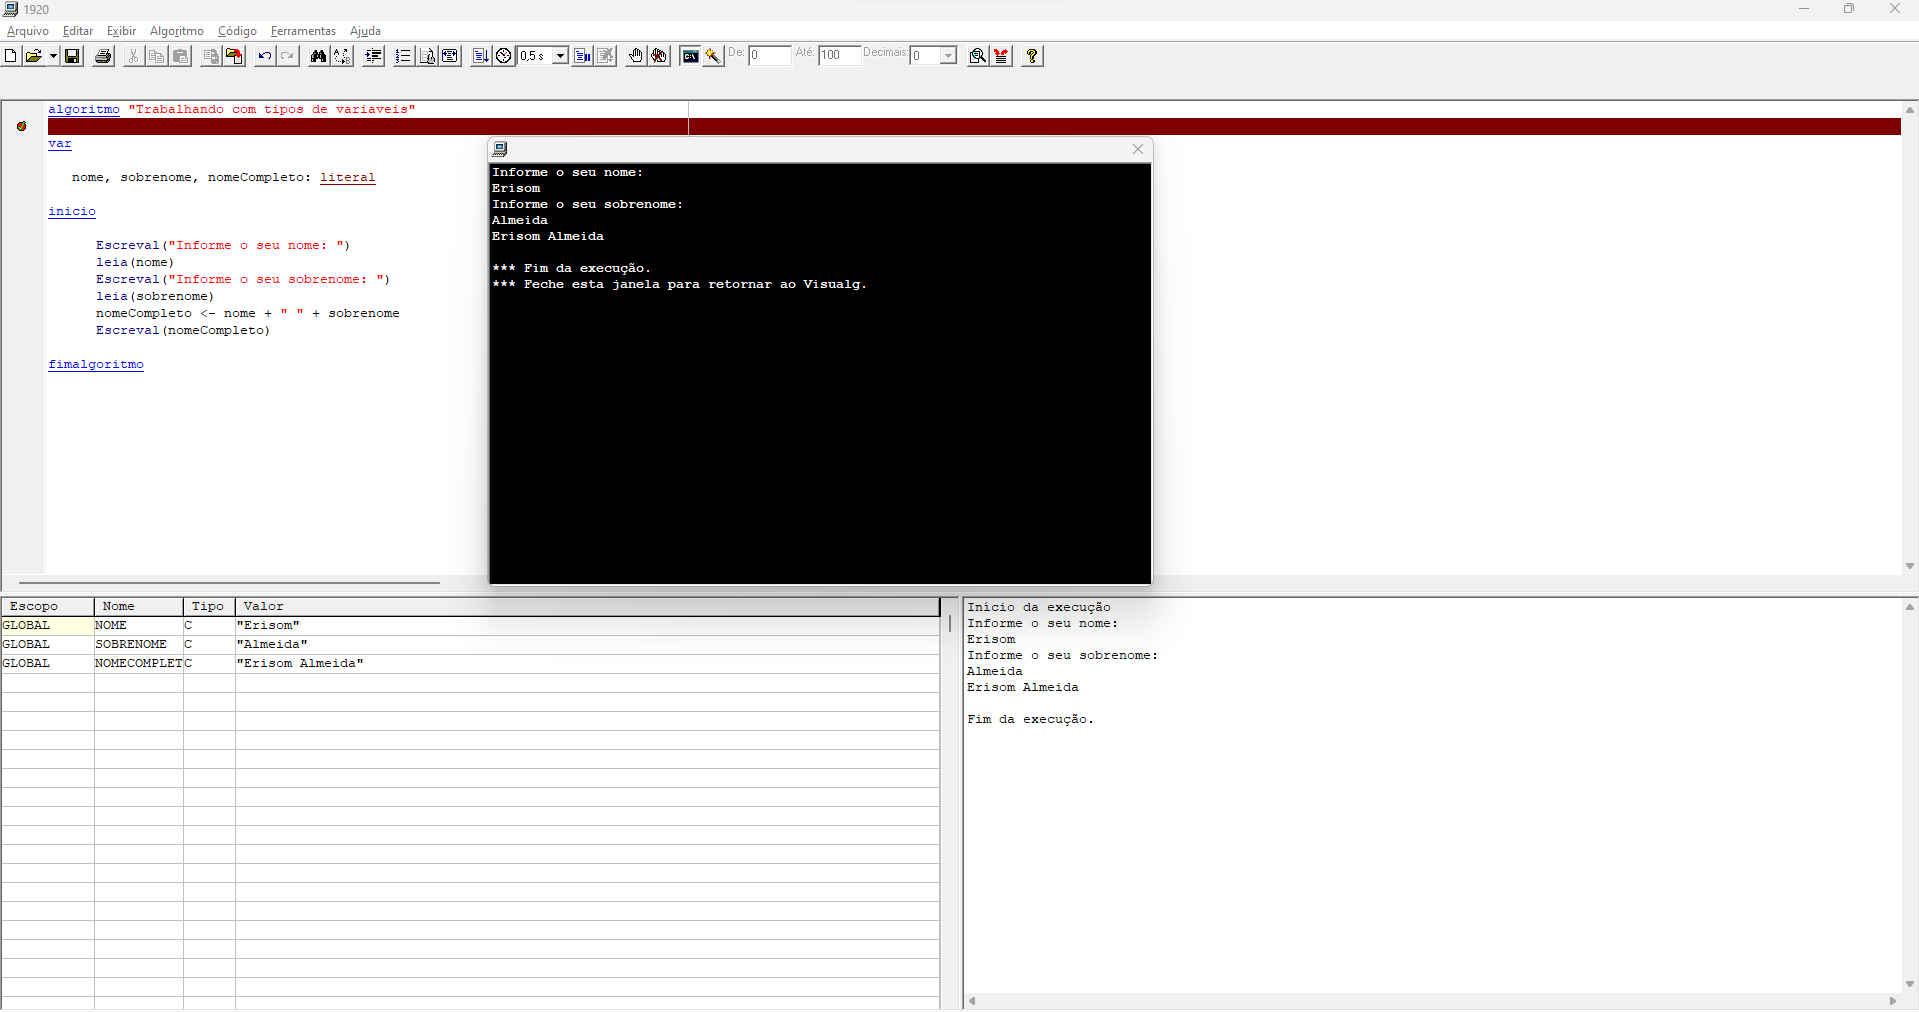 1920
Arquivo Editar Exibir Algoritmo Código Ferramentas Ajuda
0,5 s De: 0 Até: 100 Decimais: 0
algoritmo "Trabalhando com tipos de variaveis"
var
nome, sobrenome, nomeCompleto: literal
inicio
Escreval("Informe o seu nome: ")
leia(nome)
Escreval("Informe o seu sobrenome: ")
leia(sobrenome)
nomeCompleto <- nome + " " + sobrenome
Escreval(nomeCompleto)
fimalgoritmo
Informe o seu nome:
Erisom
Informe o seu sobrenome:
Almeida
Erisom Almeida
*** Fim da execução.
*** Feche esta janela para retornar ao Visualg.
Escopo Nome Tipo Valor
GLOBAL NOME C "Erisom"
GLOBAL SOBRENOME C "Almeida"
GLOBAL NOMECOMPLET C "Erisom Almeida"
Início da execução
Informe o seu nome:
Erisom
Informe o seu sobrenome:
Almeida
Erisom Almeida
Fim da execução.